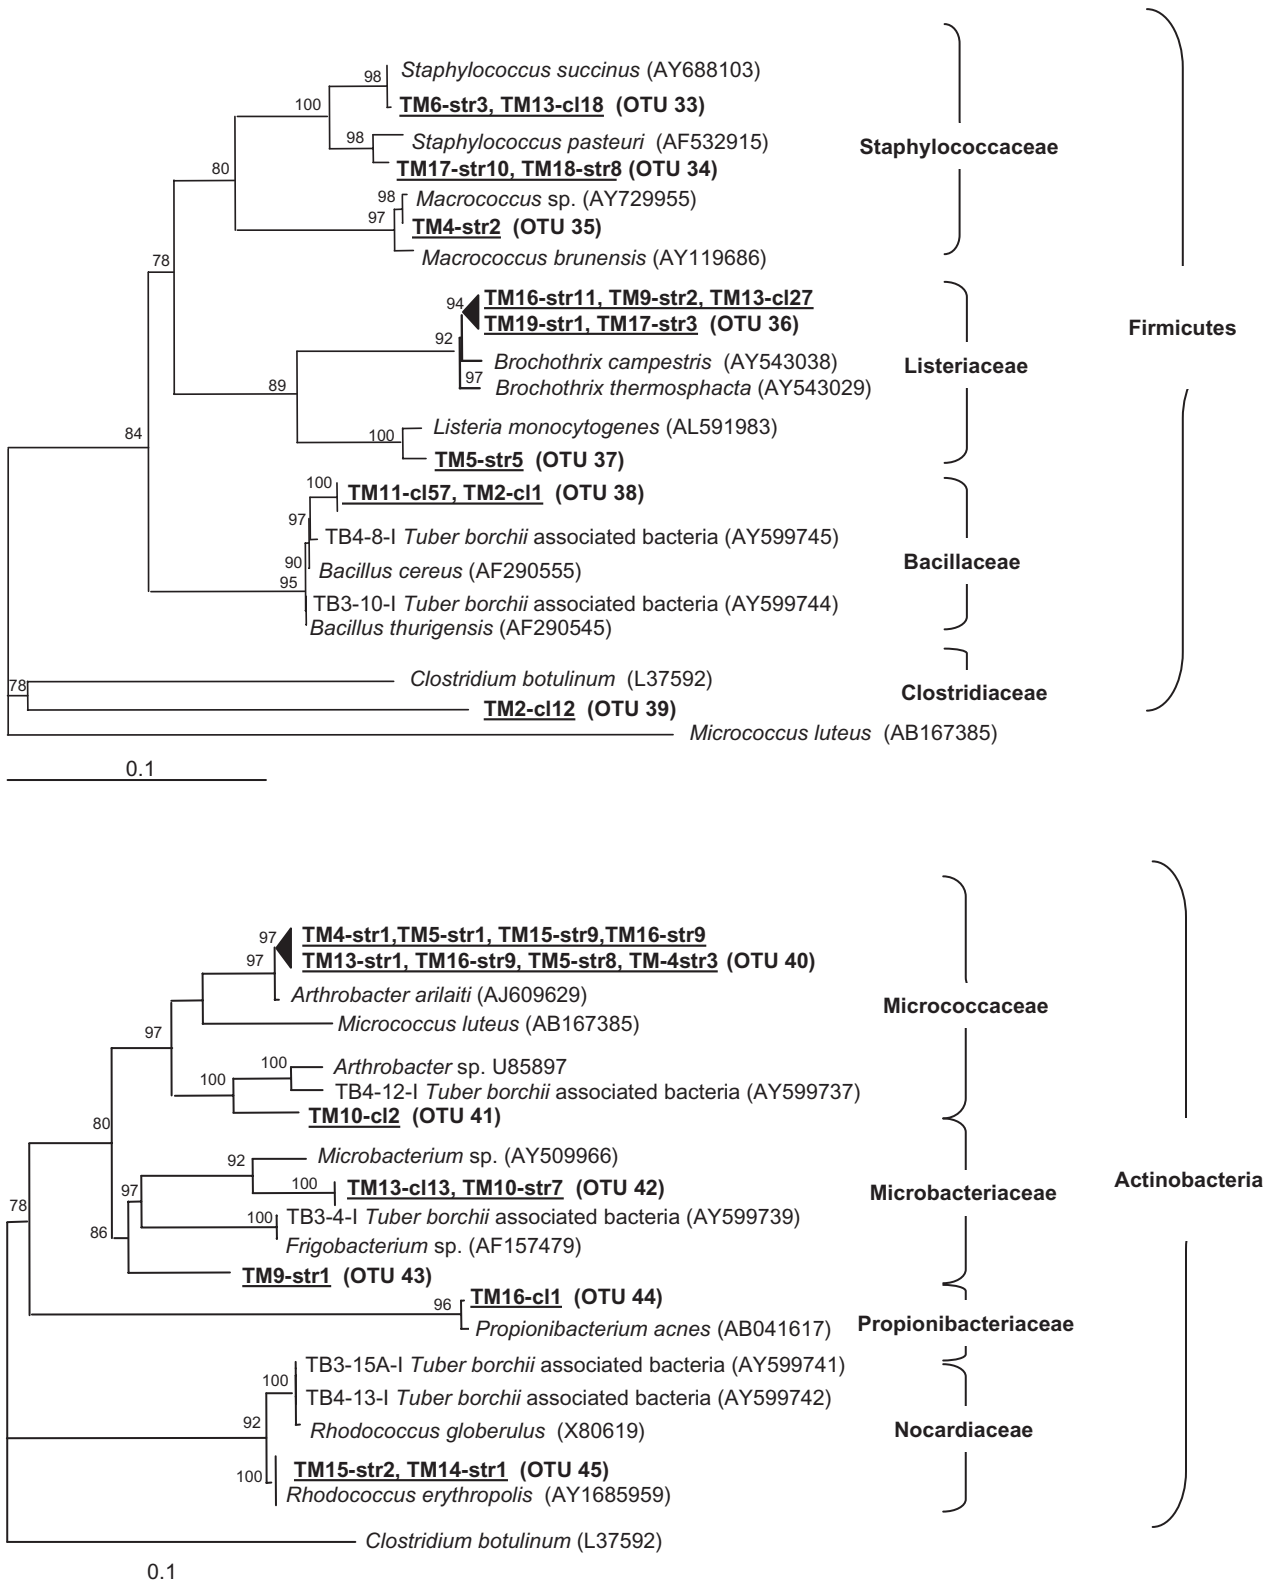 98
Staphylococcus succinus (AY688103)
100
TM6-str3, TM13-cl18 (OTU 33)
98
Staphylococcus pasteuri (AF532915)
Staphylococcaceae
80
TM17-str10, TM18-str8 (OTU 34)
98
Macrococcus sp. (AY729955)
97
TM4-str2 (OTU 35)
Macrococcus brunensis (AY119686)
78
94
TM16-str11, TM9-str2, TM13-cl27
TM19-str1, TM17-str3 (OTU 36)
Firmicutes
92
Brochothrix campestris (AY543038)
Listeriaceae
97
Brochothrix thermosphacta (AY543029)
89
Listeria monocytogenes (AL591983)
84
100
TM5-str5 (OTU 37)
100
TM11-cl57, TM2-cl1 (OTU 38)
97
TB4-8-I Tuber borchii associated bacteria (AY599745)
90
Bacillaceae
Bacillus cereus (AF290555)
95
TB3-10-I Tuber borchii associated bacteria (AY599744)
Bacillus thurigensis (AF290545)
Clostridium botulinum (L37592)
78
Clostridiaceae
TM2-cl12 (OTU 39)
Micrococcus luteus (AB167385)
0.1
97
TM4-str1,TM5-str1, TM15-str9,TM16-str9
97
TM13-str1, TM16-str9, TM5-str8, TM-4str3 (OTU 40)
Arthrobacter arilaiti (AJ609629)
Micrococcaceae
Micrococcus luteus (AB167385)
97
100
Arthrobacter sp. U85897
100
TB4-12-I Tuber borchii associated bacteria (AY599737)
TM10-cl2 (OTU 41)
80
92
Microbacterium sp. (AY509966)
Actinobacteria
100
TM13-cl13, TM10-str7 (OTU 42)
Microbacteriaceae
97
78
100
TB3-4-I Tuber borchii associated bacteria (AY599739)
86
Frigobacterium sp. (AF157479)
TM9-str1 (OTU 43)
96
TM16-cl1 (OTU 44)
Propionibacteriaceae
Propionibacterium acnes (AB041617)
TB3-15A-I Tuber borchii associated bacteria (AY599741)
100
TB4-13-I Tuber borchii associated bacteria (AY599742)
92
Rhodococcus globerulus (X80619)
Nocardiaceae
100
TM15-str2, TM14-str1 (OTU 45)
Rhodococcus erythropolis (AY1685959)
Clostridium botulinum (L37592)
0.1